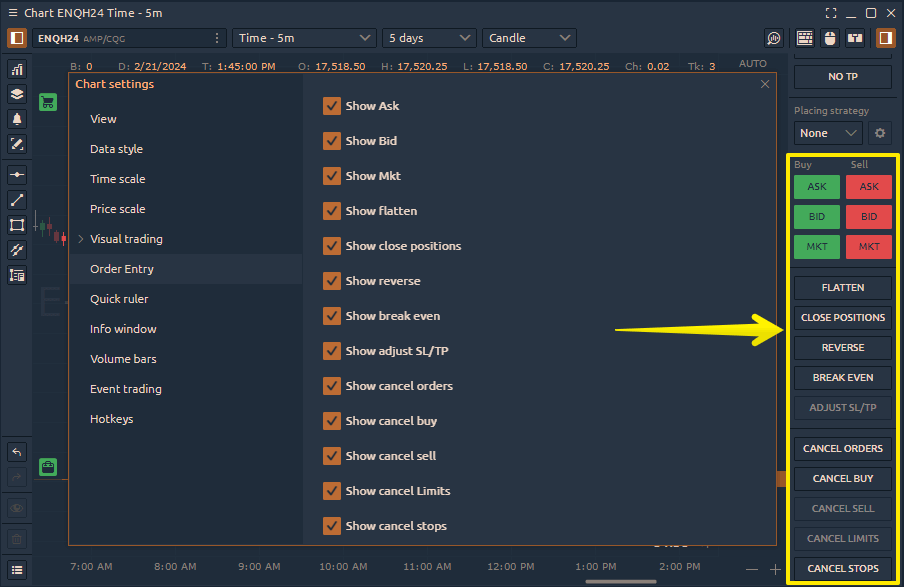 Chart ENQH24 Time - 5m
ENQH24 AMP/CQG
Time - 5m
5 days
Candle
B: 0 D: 2/21/2024 T: 1:45:00 PM O: 17,518.50 H: 17,520.25 L: 17,518.50 C: 17,520.25 Ch: 0.02 Tk: 3
AUTO
NO TP
Placing strategy
None
Chart settings
View
Data style
Time scale
Price scale
Visual trading
Order Entry
Quick ruler
Info window
Volume bars
Event trading
Hotkeys
Show Ask
Show Bid
Show Mkt
Show flatten
Show close positions
Show reverse
Show break even
Show adjust SL/TP
Show cancel orders
Show cancel buy
Show cancel sell
Show cancel Limits
Show cancel stops
Buy Sell
ASK ASK
BID BID
MKT MKT
FLATTEN
CLOSE POSITIONS
REVERSE
BREAK EVEN
ADJUST SL/TP
CANCEL ORDERS
CANCEL BUY
CANCEL SELL
CANCEL LIMITS
CANCEL STOPS
7:00 AM 8:00 AM 9:00 AM 10:00 AM 11:00 AM 12:00 PM 1:00 PM 2:00 PM